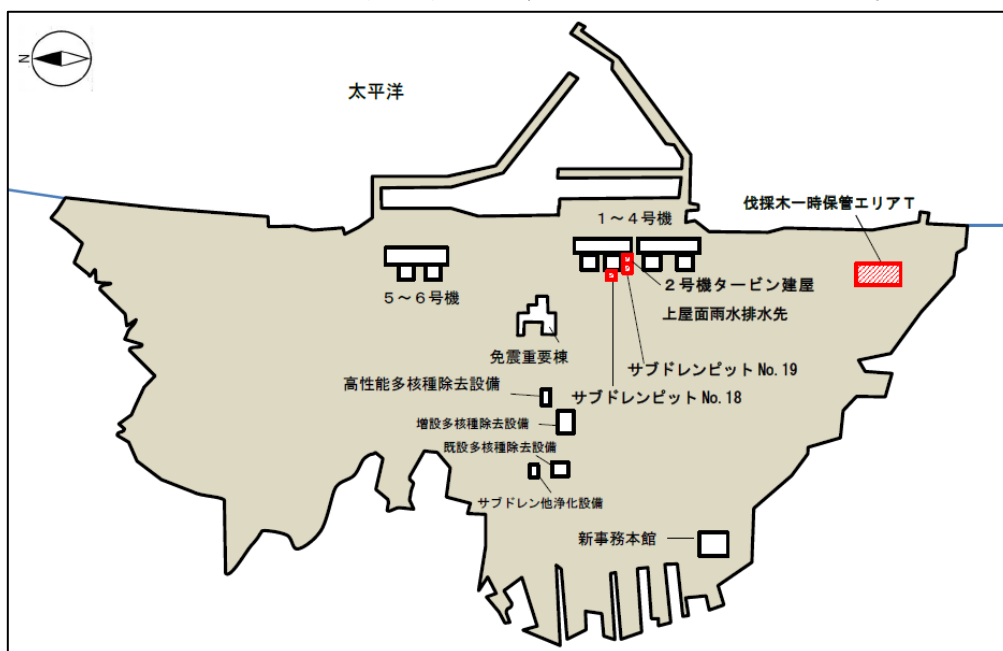 N
太平洋
1～4号機
伐採木一時保管エリアT
2号機タービン建屋
上屋面雨水排水先
5～6号機
免震重要棟
サブドレンピットNo.19
高性能多核種除去設備
サブドレンピットNo.18
増設多核種除去設備
既設多核種除去設備
サブドレン他浄化設備
新事務本館